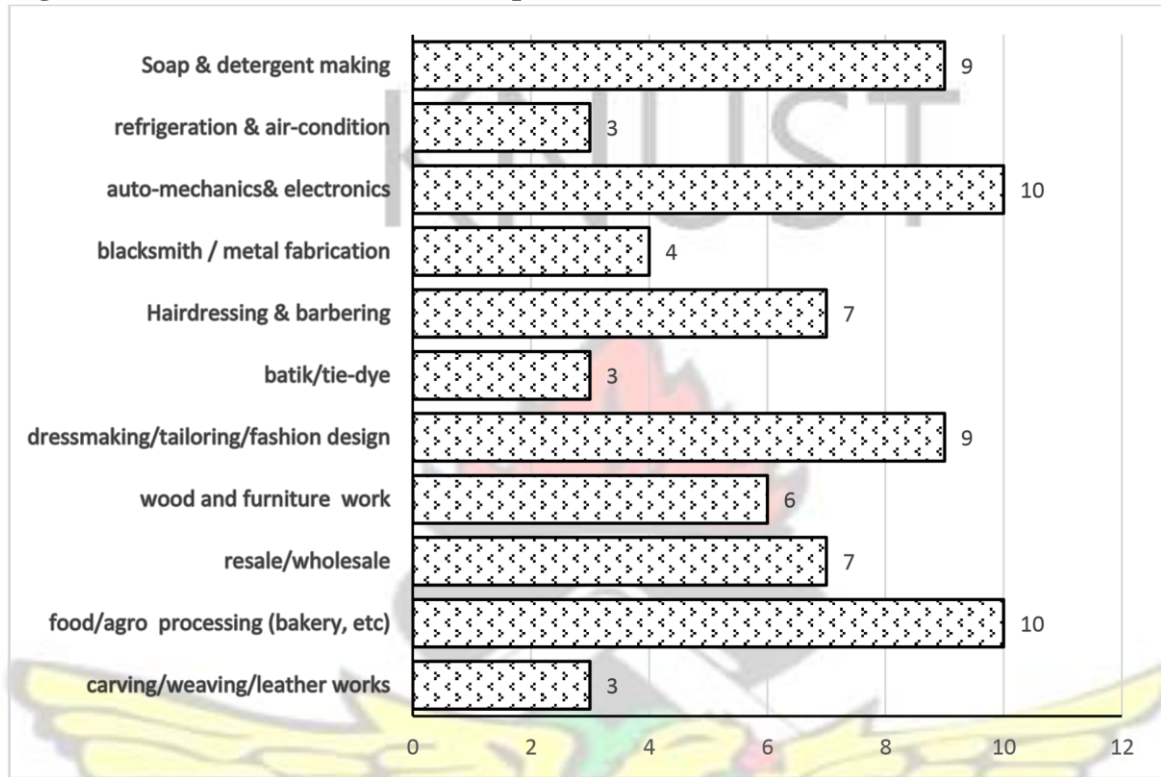 Soap & detergent making 9
refrigeration & air-condition 3
auto-mechanics& electronics 10
blacksmith / metal fabrication 4
Hairdressing & barbering 7
batik/tie-dye 3
dressmaking/tailoring/fashion design 9
wood and furniture work 6
resale/wholesale 7
food/agro processing (bakery, etc) 10
carving/weaving/leather works 3
0 2 4 6 8 10 12
KNUST